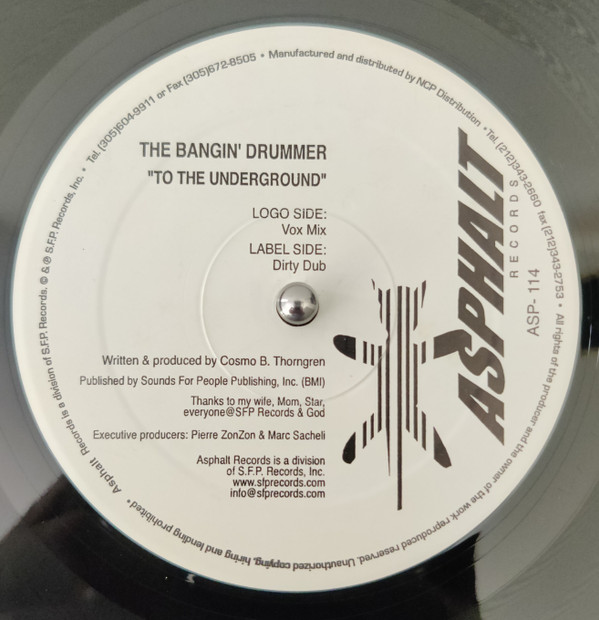 THE BANGIN' DRUMMER
"TO THE UNDERGROUND"
LOGO SIDE:
Vox Mix
LABEL SIDE:
Dirty Dub
Written & produced by Cosmo B. Thorngren
Published by Sounds For People Publishing, Inc. (BMI)
Thanks to my wife, Mom, Star,
everyone@SFP Records & God
Executive producers: Pierre ZonZon & Marc Sacheli
Asphalt Records is a division
of S.F.P. Records, Inc.
www.sfprecords.com
info@sfprecords.com
ASPHALT
RECORDS
ASP- 114
Asphalt Records is a division of S.F.P. Records. © & ℗ S.F.P. Records, Inc. • Tel. (305)604-9911 or Fax (305)672-8505 • Manufactured and distributed by NCP Distribution • Tel. (212)343-2660 fax (212)343-2753 • All rights of the producer and the owner of the work reproduced reserved. Unauthorized copying, hiring and lending prohibited •